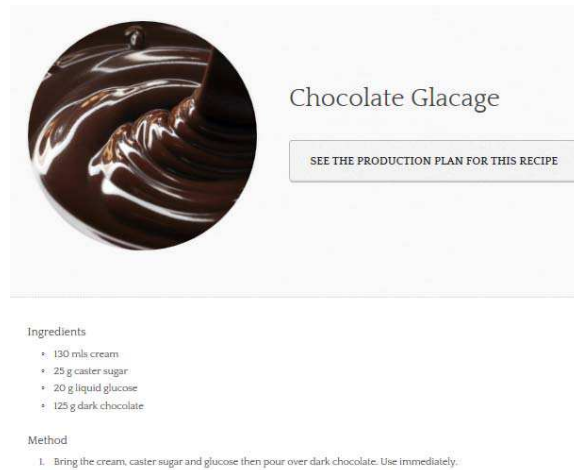 Chocolate Glacage
SEE THE PRODUCTION PLAN FOR THIS RECIPE
Ingredients
130 mls cream
25 g caster sugar
20 g liquid glucose
125 g dark chocolate
Method
1. Bring the cream, caster sugar and glucose then pour over dark chocolate. Use immediately.